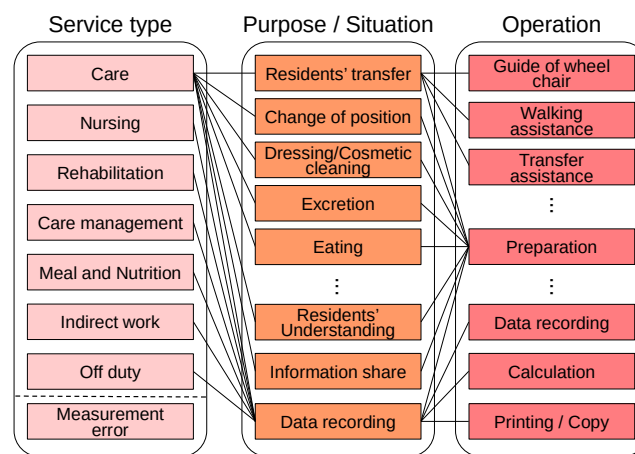 Service type
Care
Nursing
Rehabilitation
Care management
Meal and Nutrition
Indirect work
Off duty
Measurement
error
Purpose / Situation
Residents' transfer
Change of position
Dressing/Cosmetic
cleaning
Excretion
Eating
...
Residents'
Understanding
Information share
Data recording
Operation
Guide of wheel
chair
Walking
assistance
Transfer
assistance
...
Preparation
...
Data recording
Calculation
Printing / Copy